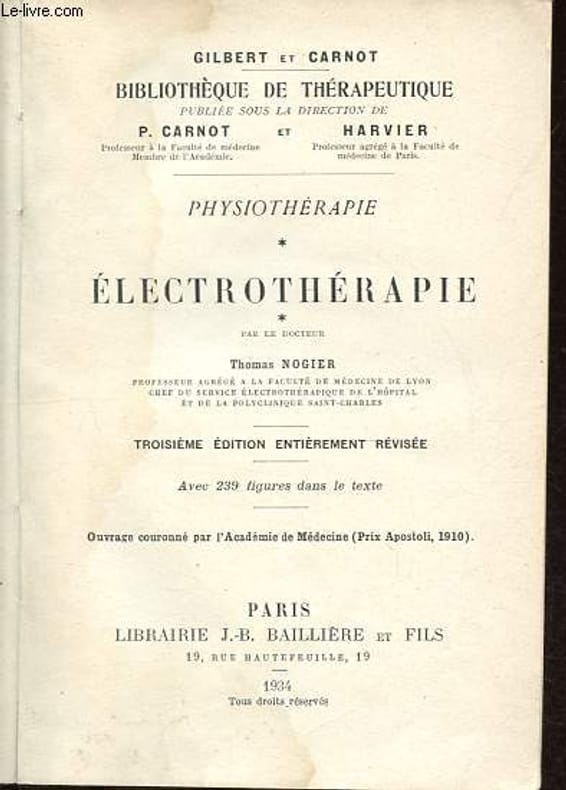 Le-livre.com
GILBERT ET CARNOT
BIBLIOTHÈQUE DE THÉRAPEUTIQUE
PUBLIÉE SOUS LA DIRECTION DE
P. CARNOT ET HARVIER
Professeur à la Faculté de médecine Professeur agrégé à la Faculté de
Membre de l'Académie. médecine de Paris.
PHYSIOTHÉRAPIE
*
ÉLECTROTHÉRAPIE
*
PAR LE DOCTEUR
Thomas NOGIER
PROFESSEUR AGRÉGÉ A LA FACULTÉ DE MÉDECINE DE LYON
CHEF DU SERVICE ÉLECTROTHÉRAPIQUE DE L'HÔPITAL
ET DE LA POLYCLINIQUE SAINT-CHARLES
TROISIÈME ÉDITION ENTIÈREMENT RÉVISÉE
Avec 239 figures dans le texte
Ouvrage couronné par l'Académie de Médecine (Prix Apostoli, 1910).
PARIS
LIBRAIRIE J.-B. BAILLIÈRE ET FILS
19, RUE HAUTEFEUILLE, 19
1934
Tous droits réservés